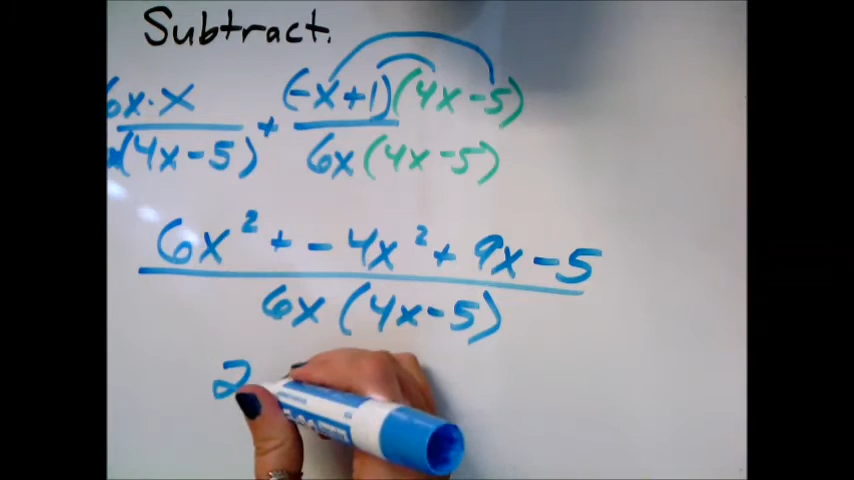 Subtract.
6x·x (-x+1)(4x-5)
+
(4x-5) 6x(4x-5)
6x² + -4x² + 9x - 5
6x (4x-5)
2